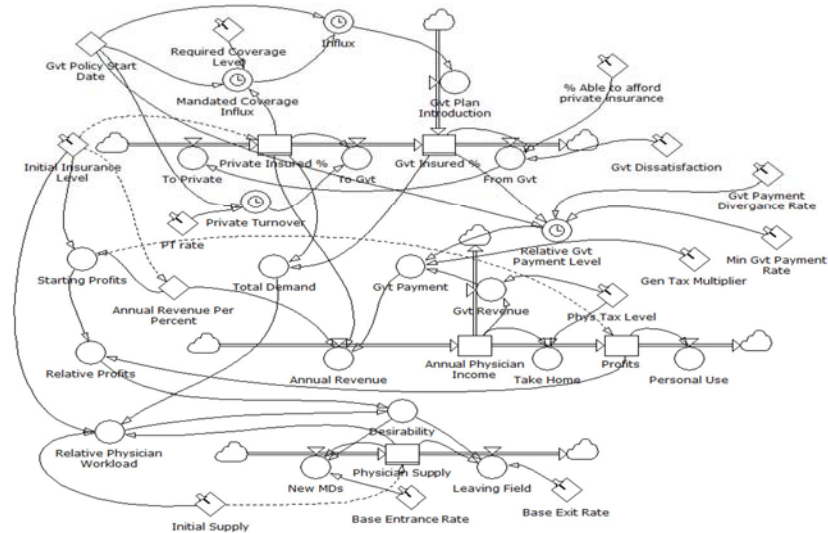 Influx
Required Coverage
Level
Gvt Policy Start
Date
Mandated Coverage
Influx
Gvt Plan
Introduction
% Able to afford
private insurance
Initial Insurance
Level
Private Insured %
Gvt Insured %
To Private
To Gvt
From Gvt
Gvt Dissatisfaction
Gvt Payment
Divergance Rate
Private Turnover
PT rate
Relative Gvt
Payment Level
Min Gvt Payment
Rate
Starting Profits
Total Demand
Gvt Payment
Gen Tax Multiplier
Annual Revenue Per
Percent
Gvt Revenue
Phys Tax Level
Relative Profits
Annual Revenue
Annual Physician
Income
Take Home
Profits
Personal Use
Desirability
Relative Physician
Workload
Physician Supply
New MDs
Leaving Field
Initial Supply
Base Entrance Rate
Base Exit Rate